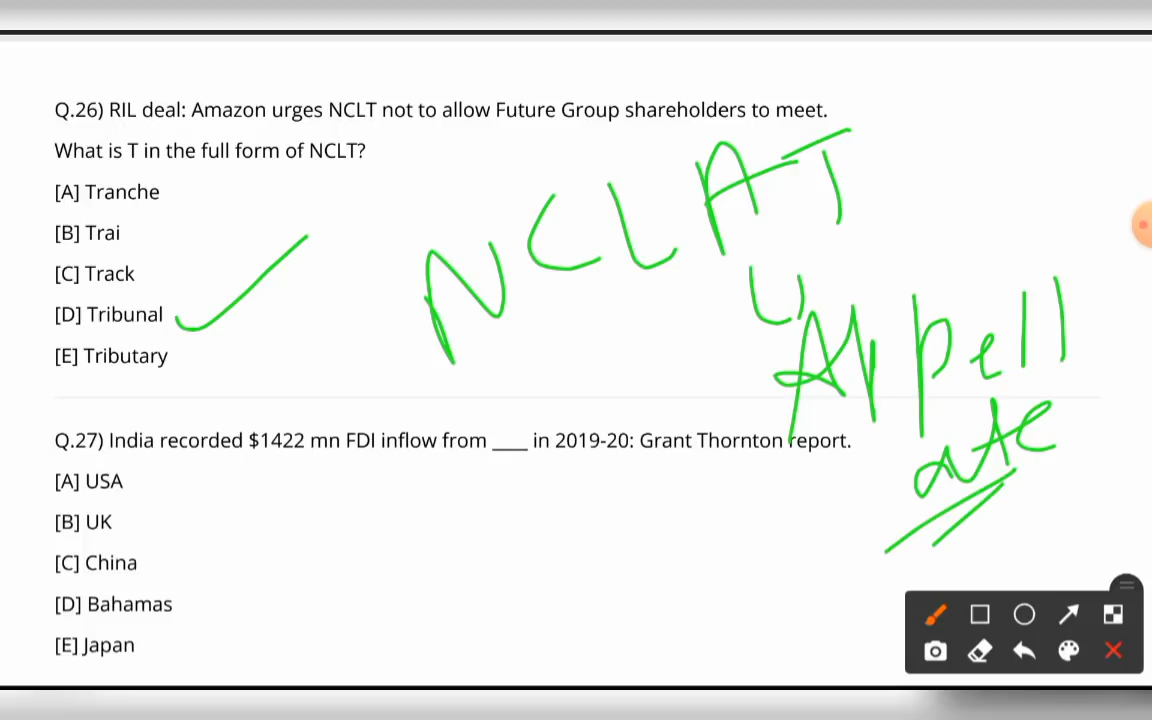 Q.26) RIL deal: Amazon urges NCLT not to allow Future Group shareholders to meet.
What is T in the full form of NCLT?
[A] Tranche
[B] Trai
[C] Track
[D] Tribunal
[E] Tributary
NCLAT
Appell
ate
Q.27) India recorded $1422 mn FDI inflow from ____ in 2019-20: Grant Thornton report.
[A] USA
[B] UK
[C] China
[D] Bahamas
[E] Japan